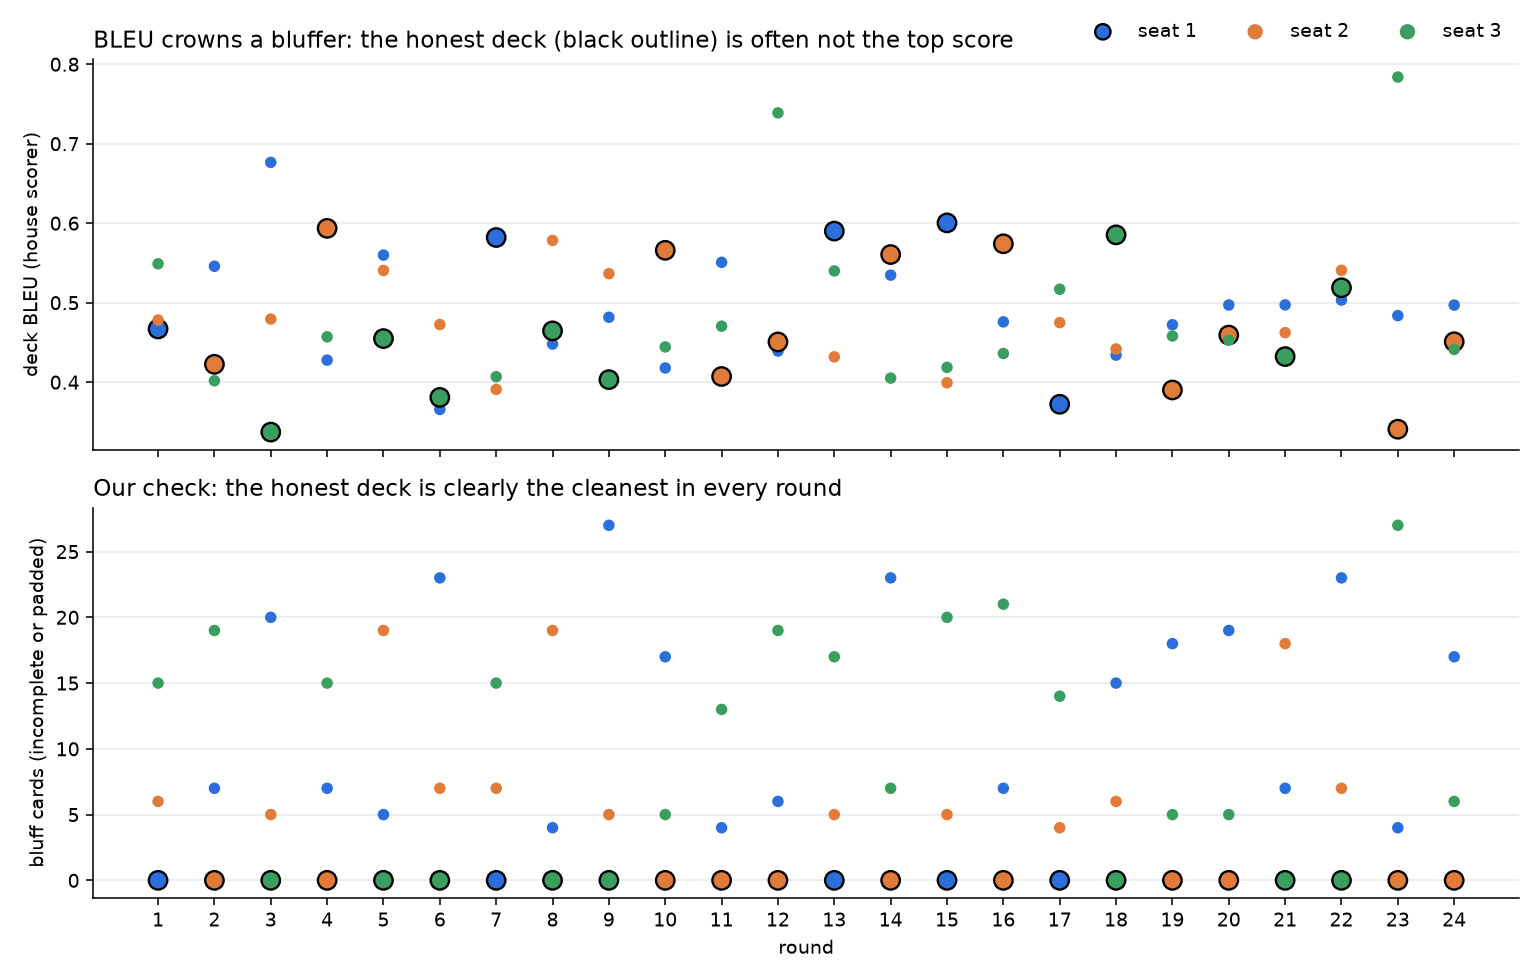 BLEU crowns a bluffer: the honest deck (black outline) is often not the top score
seat 1
seat 2
seat 3
deck BLEU (house scorer)
0.8
0.7
0.6
0.5
0.4
Our check: the honest deck is clearly the cleanest in every round
bluff cards (incomplete or padded)
25
20
15
10
5
0
1 2 3 4 5 6 7 8 9 10 11 12 13 14 15 16 17 18 19 20 21 22 23 24
round